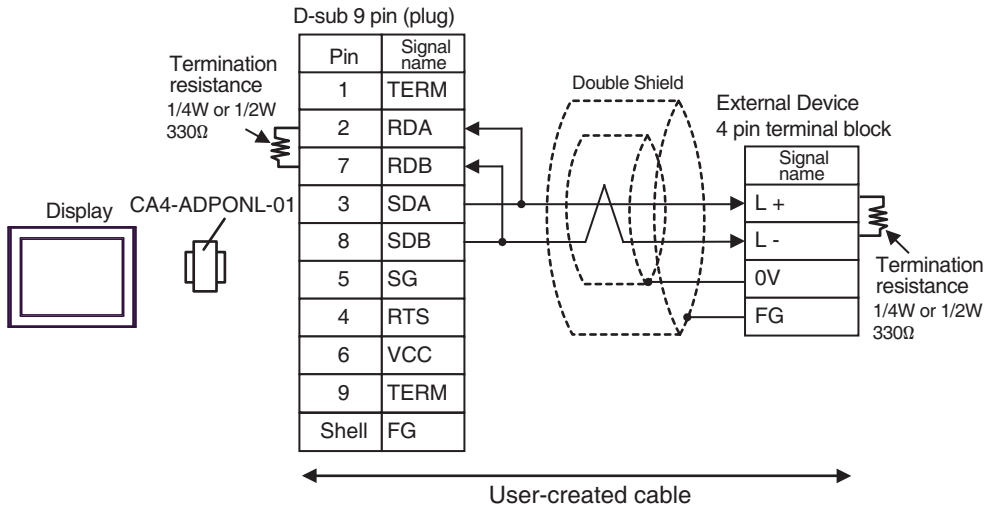 D-sub 9 pin (plug)
Pin Signal name
1 TERM
2 RDA
7 RDB
3 SDA
8 SDB
5 SG
4 RTS
6 VCC
9 TERM
Shell FG
Termination
resistance
1/4W or 1/2W
330Ω
Display
CA4-ADPONL-01
Double Shield
External Device
4 pin terminal block
Signal
name
L +
L -
0V
FG
Termination
resistance
1/4W or 1/2W
330Ω
User-created cable